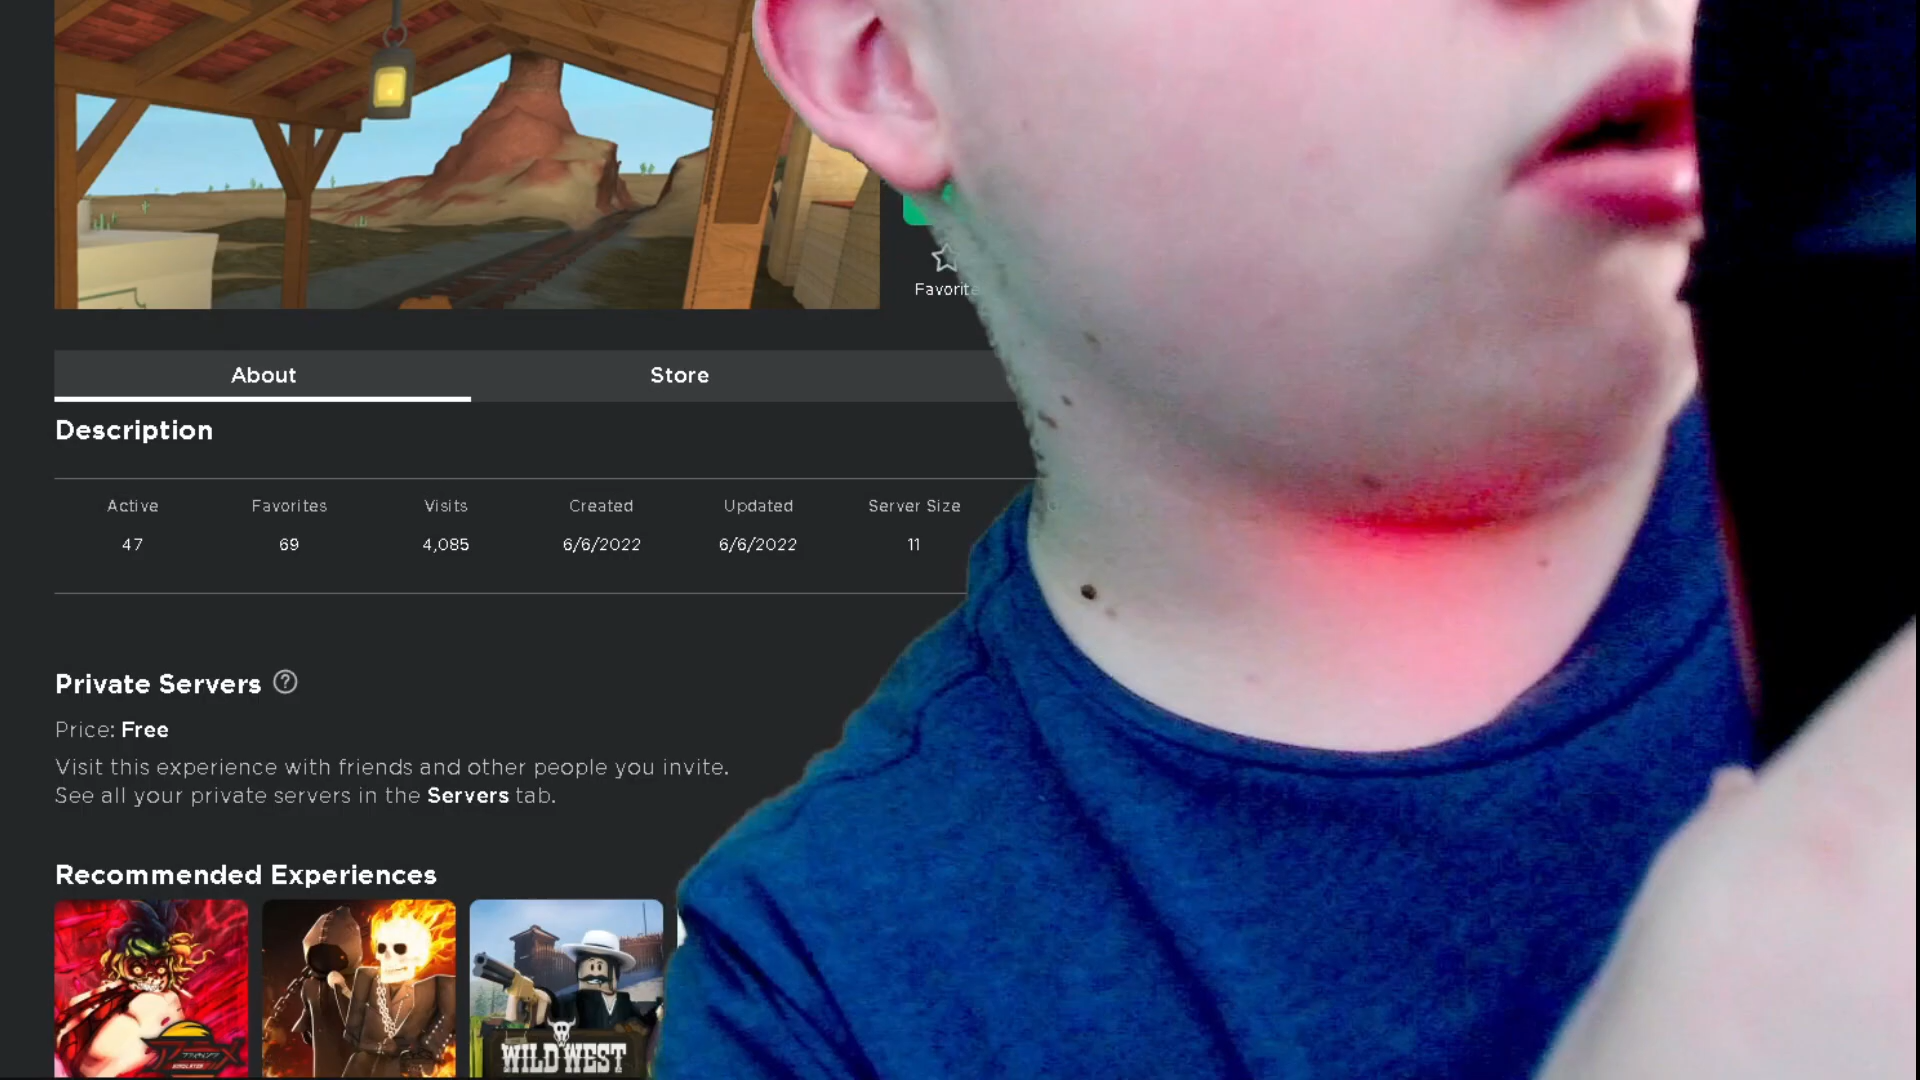 Favorite
About
Store
Description
Active
Favorites
Visits
Created
Updated
Server Size
47
69
4,085
6/6/2022
6/6/2022
11
Private Servers
Price: Free
Visit this experience with friends and other people you invite.
See all your private servers in the Servers tab.
Recommended Experiences
WILD WEST